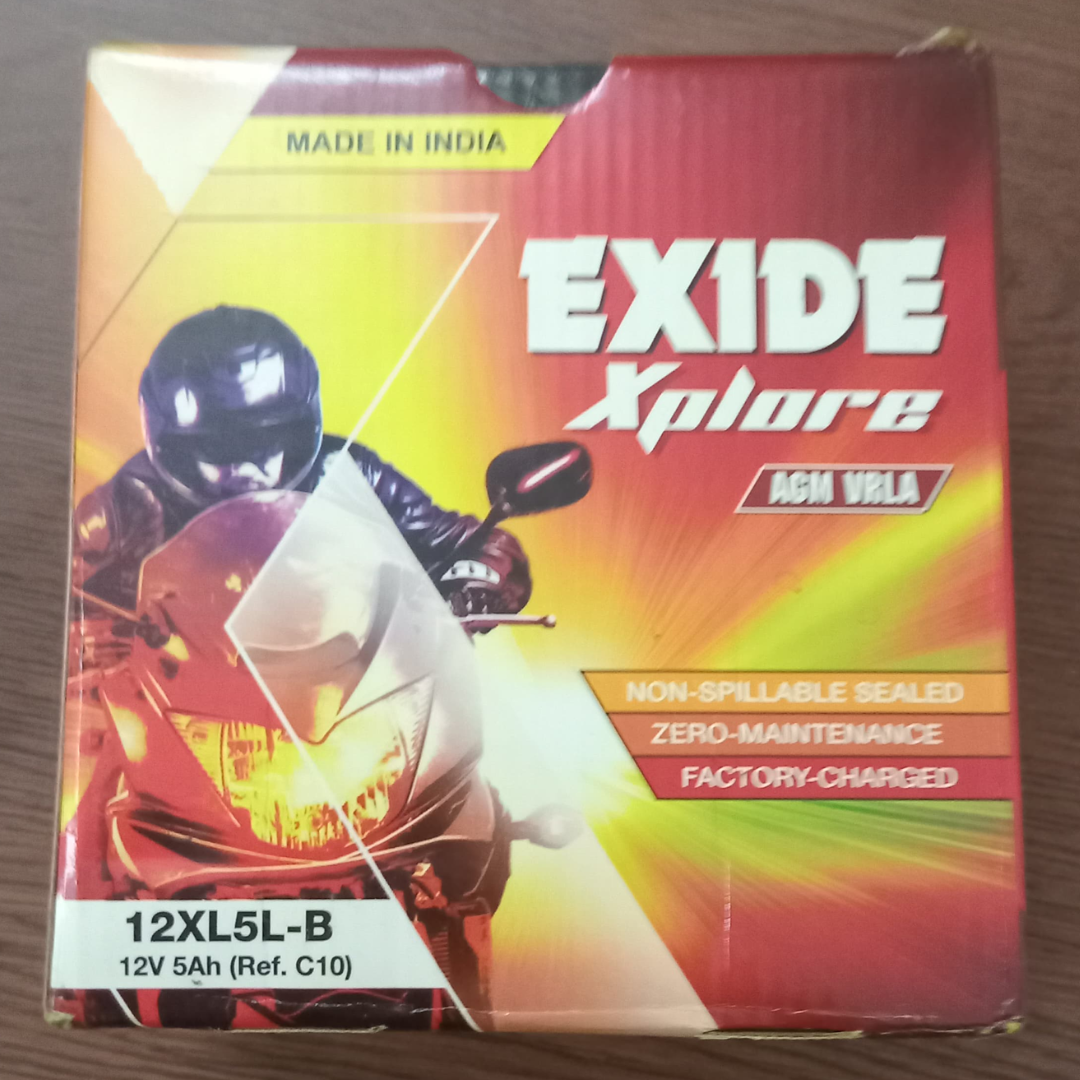 MADE IN INDIA
EXIDE
Xplore
AGM VRLA
NON-SPILLABLE SEALED
ZERO-MAINTENANCE
FACTORY-CHARGED
12XL5L-B
12V 5Ah (Ref. C10)